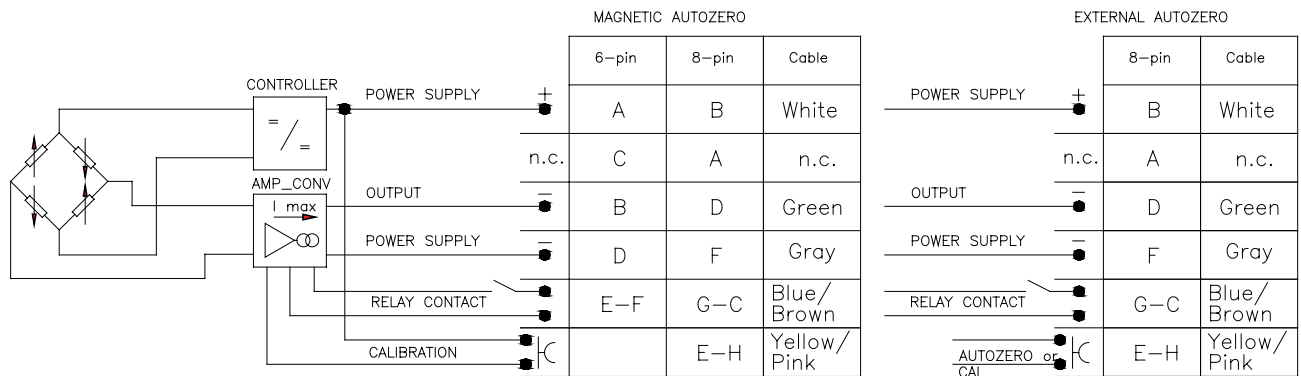 MAGNETIC AUTOZERO
6-pin 8-pin Cable
CONTROLLER
= / =
POWER SUPPLY + A B White
n.c. C A n.c.
AMP_CONV
I max
OUTPUT - B D Green
POWER SUPPLY - D F Gray
RELAY CONTACT E-F G-C Blue/
Brown
CALIBRATION E-H Yellow/
Pink
EXTERNAL AUTOZERO
8-pin Cable
POWER SUPPLY + B White
n.c. A n.c.
OUTPUT - D Green
POWER SUPPLY - F Gray
RELAY CONTACT G-C Blue/
Brown
AUTOZERO or E-H Yellow/
CAL Pink